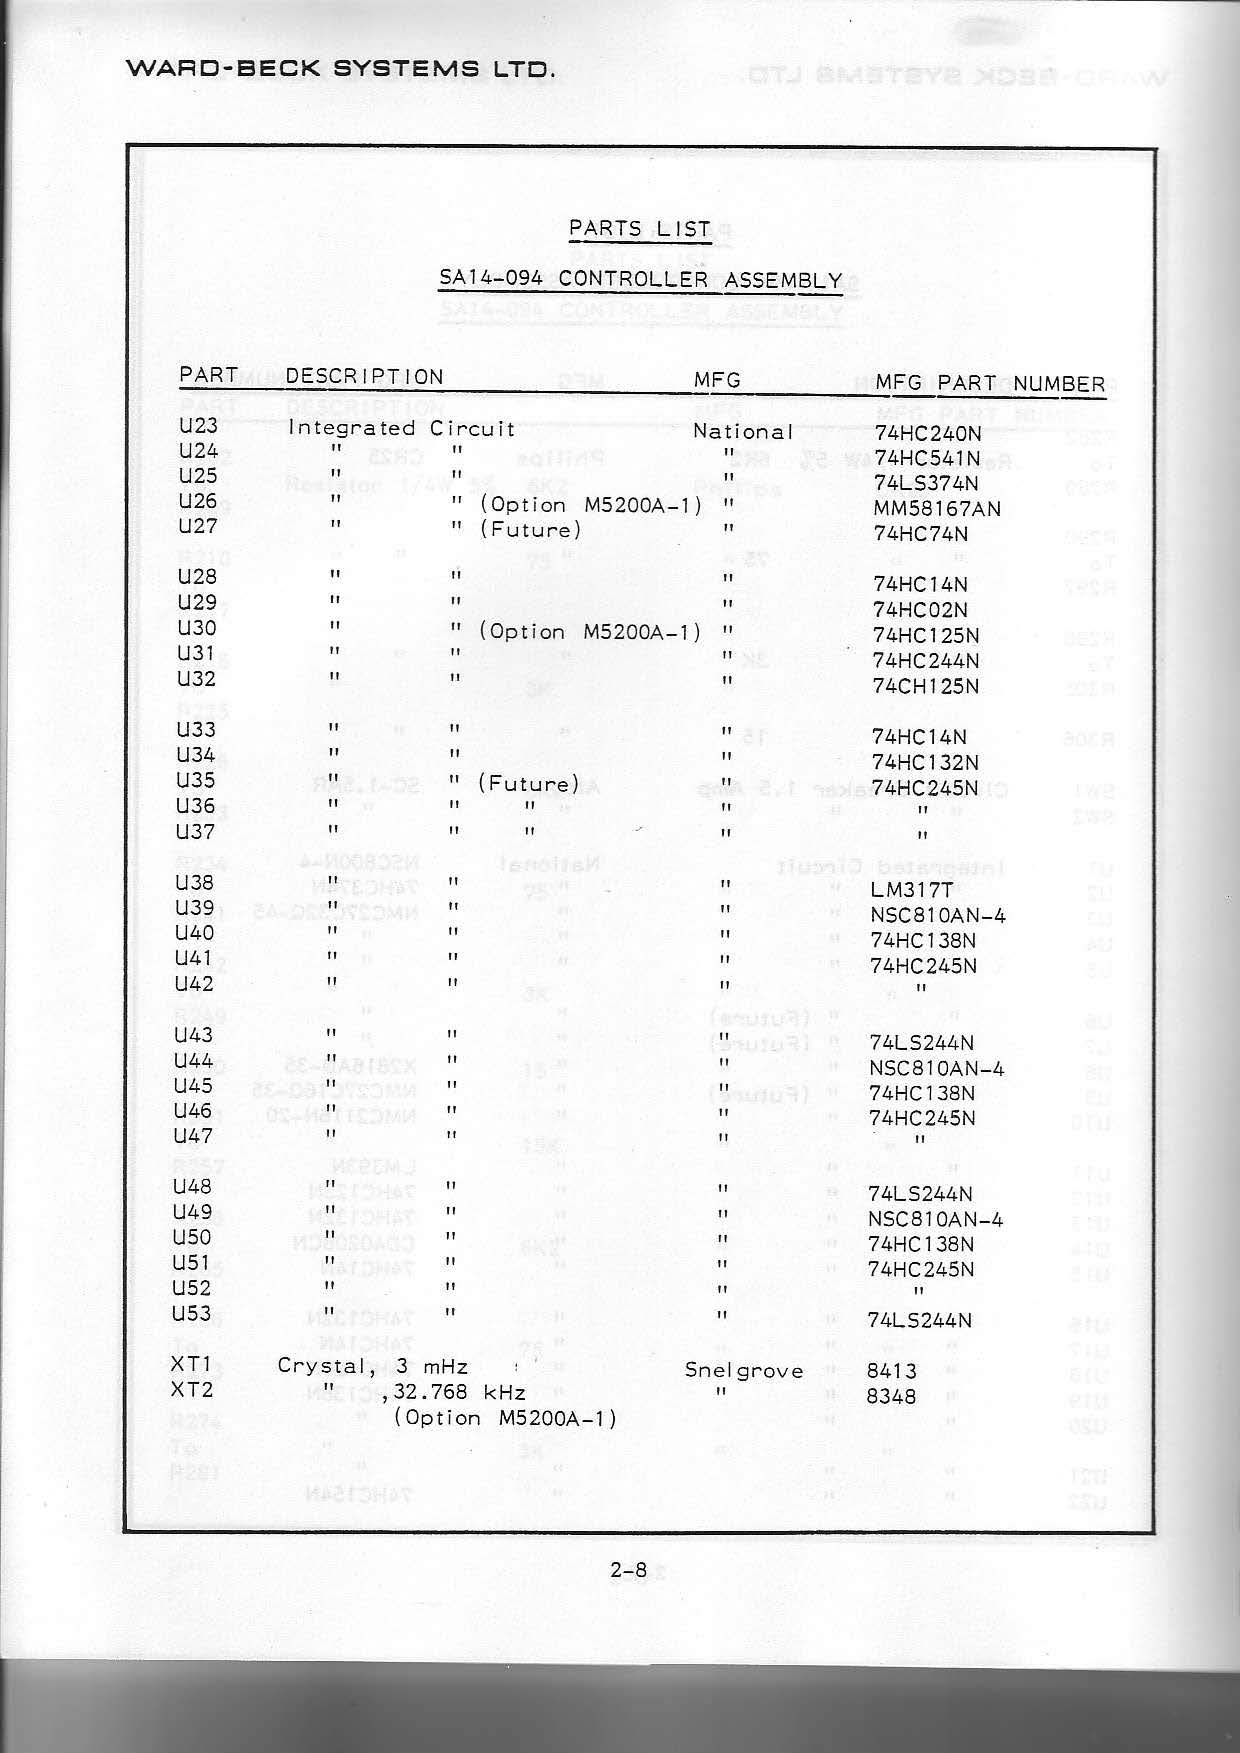 WARD-BECK SYSTEMS LTD.
PARTS LIST
SA14-094 CONTROLLER ASSEMBLY
PART DESCRIPTION MFG MFG PART NUMBER
U23 Integrated Circuit National 74HC240N
U24 " " " 74HC541N
U25 " " " 74LS374N
U26 " " (Option M5200A-1) " MM58167AN
U27 " " (Future) " 74HC74N
U28 " " " 74HC14N
U29 " " " 74HC02N
U30 " " (Option M5200A-1) " 74HC125N
U31 " " " 74HC244N
U32 " " " 74CH125N
U33 " " " 74HC14N
U34 " " " 74HC132N
U35 " " (Future) " 74HC245N
U36 " " " " "
U37 " " " " "
U38 " " " LM317T
U39 " " " NSC810AN-4
U40 " " " 74HC138N
U41 " " " 74HC245N
U42 " " " "
U43 " " " 74LS244N
U44 " " " NSC810AN-4
U45 " " " 74HC138N
U46 " " " 74HC245N
U47 " " " "
U48 " " " 74LS244N
U49 " " " NSC810AN-4
U50 " " " 74HC138N
U51 " " " 74HC245N
U52 " " " "
U53 " " " 74LS244N
XT1 Crystal, 3 mHz Snelgrove 8413
XT2 " ,32.768 kHz " 8348
(Option M5200A-1)
2-8